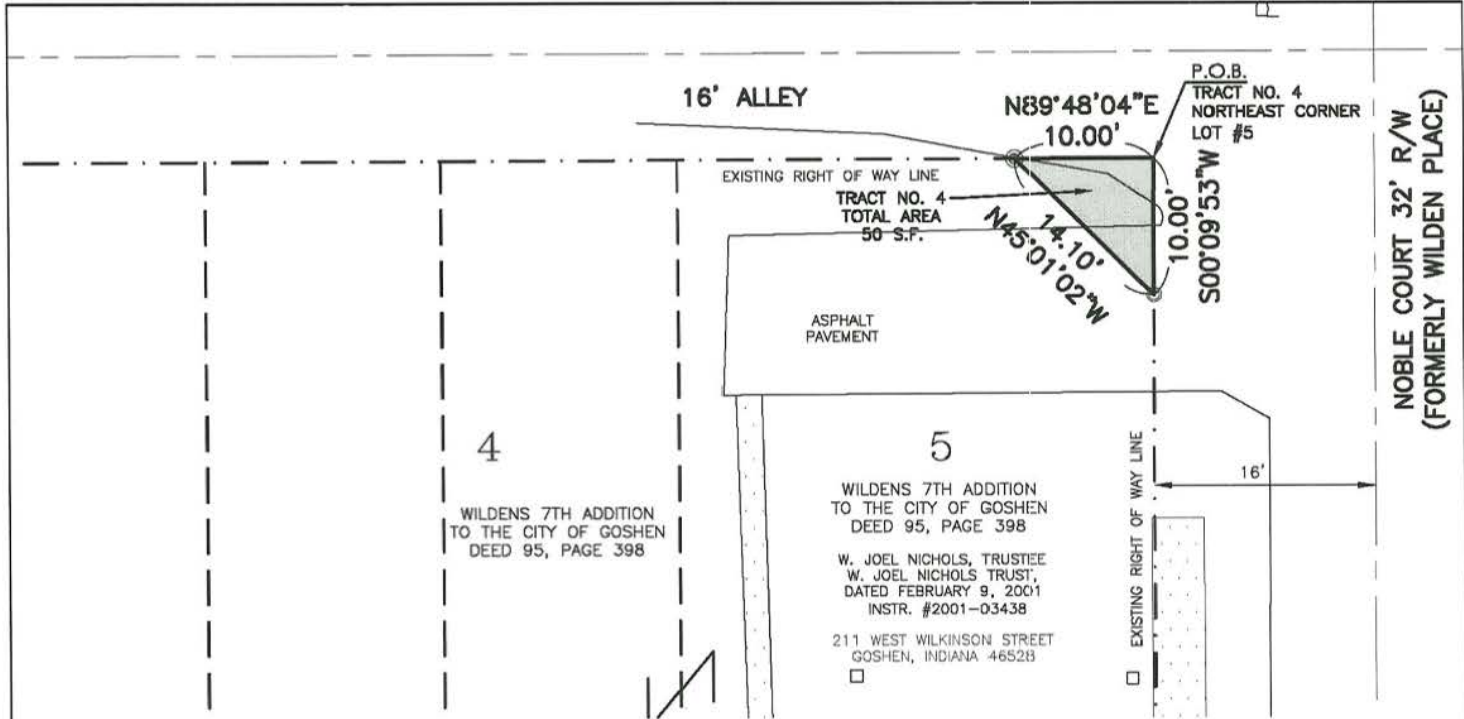 16' ALLEY
N89°48'04"E
10.00'
P.O.B.
TRACT NO. 4
NORTHEAST CORNER
LOT #5
EXISTING RIGHT OF WAY LINE
TRACT NO. 4
TOTAL AREA
50 S.F.
14.10'
N45°01'02"W
10.00'
S00°09'53"W
NOBLE COURT 32' R/W
(FORMERLY WILDEN PLACE)
ASPHALT
PAVEMENT
4
WILDENS 7TH ADDITION
TO THE CITY OF GOSHEN
DEED 95, PAGE 398
5
WILDENS 7TH ADDITION
TO THE CITY OF GOSHEN
DEED 95, PAGE 398
W. JOEL NICHOLS, TRUSTEE
W. JOEL NICHOLS TRUST,
DATED FEBRUARY 9, 2001
INSTR. #2001-03438
211 WEST WILKINSON STREET
GOSHEN, INDIANA 46528
EXISTING RIGHT OF WAY LINE
16'